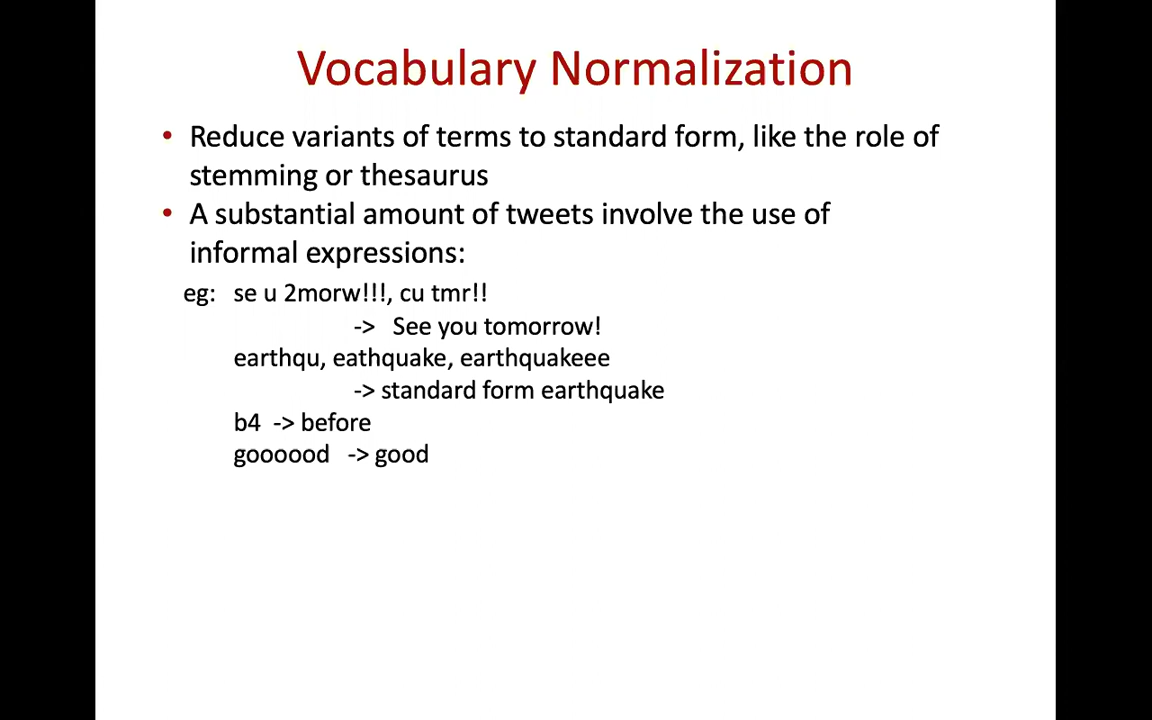 Vocabulary Normalization
• Reduce variants of terms to standard form, like the role of
stemming or thesaurus
• A substantial amount of tweets involve the use of
informal expressions:
eg: se u 2morw!!!, cu tmr!!
-> See you tomorrow!
earthqu, eathquake, earthquakeee
-> standard form earthquake
b4 -> before
goooood -> good